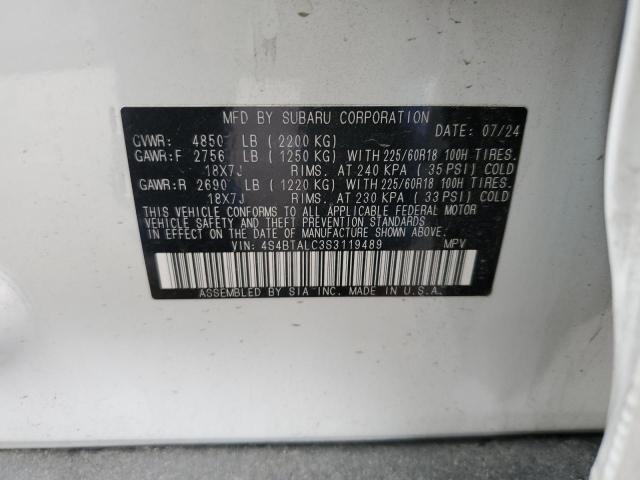 MFD BY SUBARU CORPORATION
DATE: 07/24
GVWR: 4850 LB (2200 KG)
GAWR:F 2756 LB (1250 KG) WITH 225/60R18 100H TIRES.
18X7J RIMS. AT 240 KPA (35 PSI) COLD
GAWR:R 2690 LB (1220 KG) WITH 225/60R18 100H TIRES.
18X7J RIMS. AT 230 KPA (33 PSI) COLD
THIS VEHICLE CONFORMS TO ALL APPLICABLE FEDERAL MOTOR
VEHICLE SAFETY AND THEFT PREVENTION STANDARDS
IN EFFECT ON THE DATE OF MANUFACTURE SHOWN ABOVE.
VIN: 4S4BTALC3S3119489 MPV
ASSEMBLED BY SIA INC. MADE IN U.S.A.